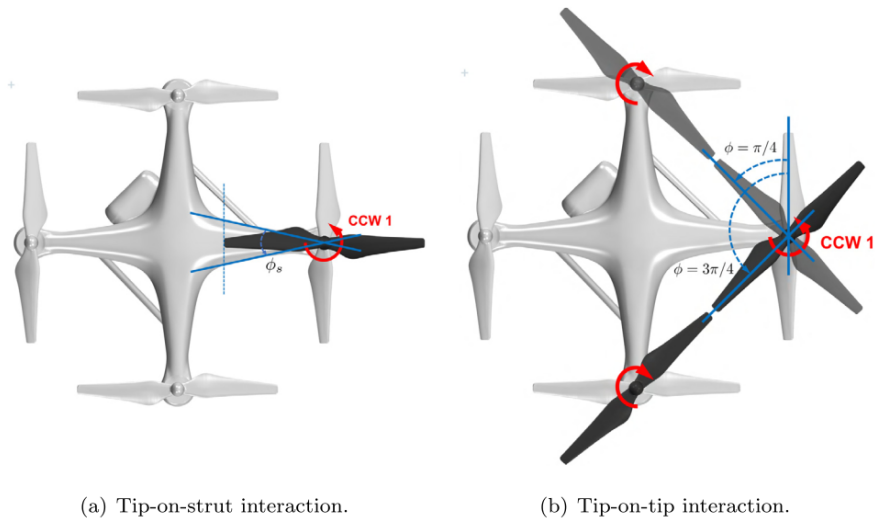 CCW 1
ϕₛ
ϕ = π/4
CCW 1
ϕ = 3π/4
(a) Tip-on-strut interaction.
(b) Tip-on-tip interaction.